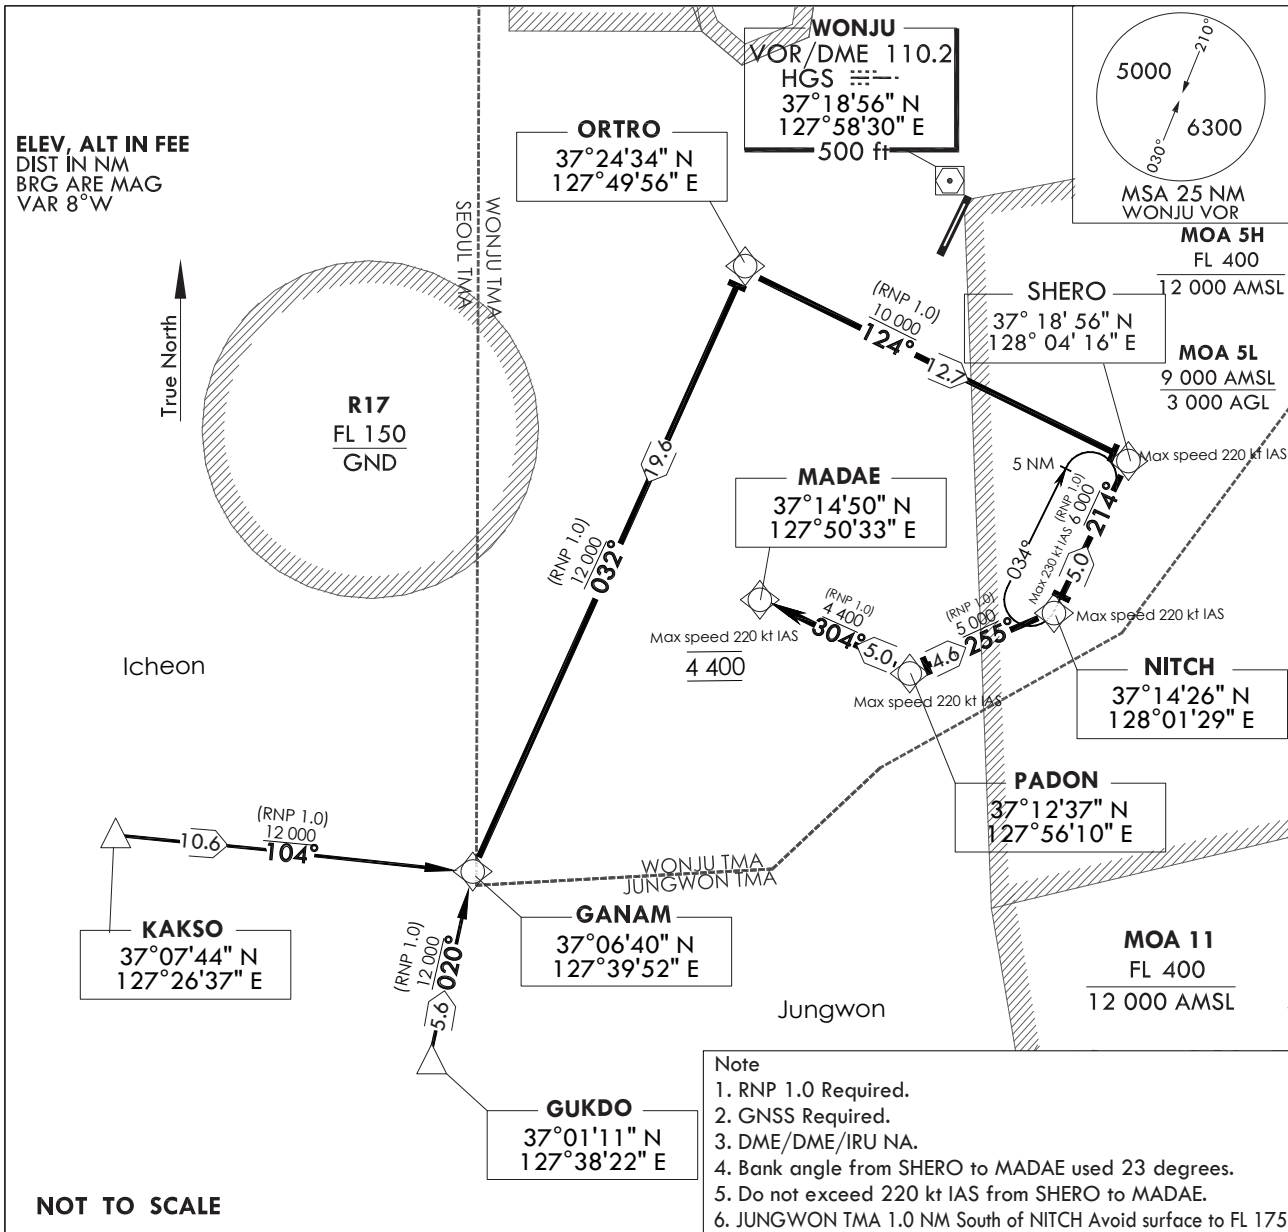 WONJU
VOR/DME 110.2
HGS
37°18'56" N
127°58'30" E
500 ft
210°
5000
6300
030°
MSA 25 NM
WONJU VOR
ELEV, ALT IN FEE
DIST IN NM
BRG ARE MAG
VAR 8°W
ORTRO
37°24'34" N
127°49'56" E
SEOUL TMA
WONJU TMA
True North
MOA 5H
FL 400
12 000 AMSL
SHERO
37° 18' 56" N
128° 04' 16" E
MOA 5L
9 000 AMSL
3 000 AGL
(RNP 1.0)
10 000
124°
12.7
R17
FL 150
GND
19.6
(RNP 1.0)
12 000
032°
MADAE
37°14'50" N
127°50'33" E
5 NM
Max speed 220 kt IAS
(RNP 1.0)
6 000
214°
5.0
034°
Max 230 kt IAS
(RNP 1.0)
4 400
304°
5.0
(RNP 1.0)
5 000
255°
4.6
Max speed 220 kt IAS
Max speed 220 kt IAS
4 400
Max speed 220 kt IAS
Icheon
NITCH
37°14'26" N
128°01'29" E
PADON
37°12'37" N
127°56'10" E
(RNP 1.0)
12 000
104°
10.6
WONJU TMA
JUNGWON TMA
KAKSO
37°07'44" N
127°26'37" E
GANAM
37°06'40" N
127°39'52" E
(RNP 1.0)
12 000
020°
5.6
MOA 11
FL 400
12 000 AMSL
Jungwon
GUKDO
37°01'11" N
127°38'22" E
Note
1. RNP 1.0 Required.
2. GNSS Required.
3. DME/DME/IRU NA.
4. Bank angle from SHERO to MADAE used 23 degrees.
5. Do not exceed 220 kt IAS from SHERO to MADAE.
6. JUNGWON TMA 1.0 NM South of NITCH Avoid surface to FL 175
NOT TO SCALE